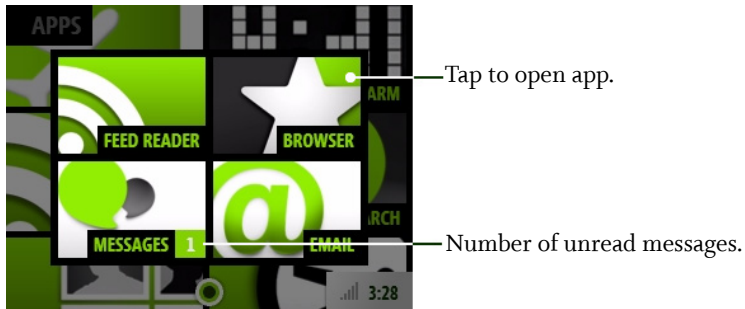 APPS
Tap to open app.
ARM
FEED READER
BROWSER
RCH
MESSAGES 1
EMAIL
Number of unread messages.
3:28